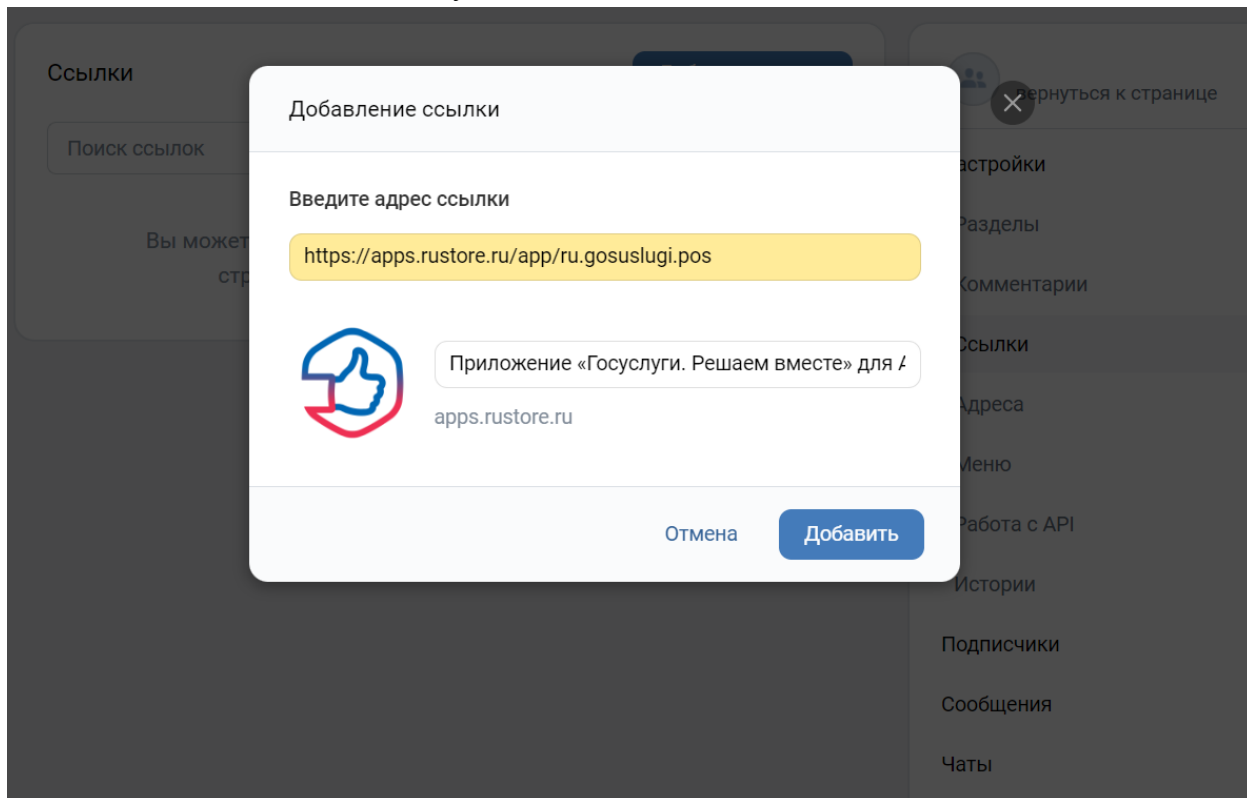 Ссылки
Добавление ссылки
вернуться к странице
Поиск ссылок
Введите адрес ссылки
Вы может
https://apps.rustore.ru/app/ru.gosuslugi.pos
Приложение «Госуслуги. Решаем вместе» для
apps.rustore.ru
Отмена
Добавить
астройки
Разделы
Комментарии
Ссылки
Адреса
Меню
Работа с API
Истории
Подписчики
Сообщения
Чаты